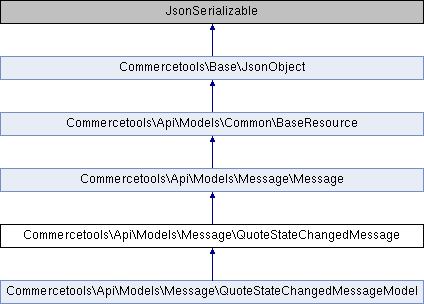 JsonSerializable
Commercetools\Base\JsonObject
Commercetools\Api\Models\Common\BaseResource
Commercetools\Api\Models\Message\Message
Commercetools\Api\Models\Message\QuoteStateChangedMessage
Commercetools\Api\Models\Message\QuoteStateChangedMessageModel